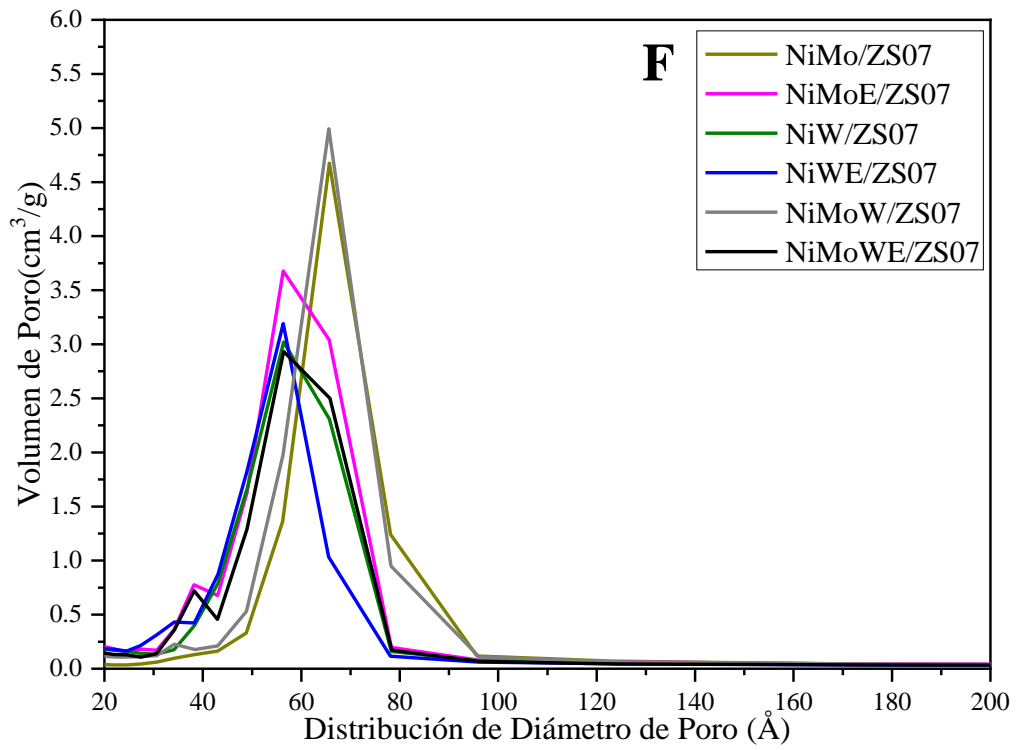 F
NiMo/ZS07
NiMoE/ZS07
NiW/ZS07
NiWE/ZS07
NiMoW/ZS07
NiMoWE/ZS07
Volumen de Poro(cm³/g)
6.0
5.5
5.0
4.5
4.0
3.5
3.0
2.5
2.0
1.5
1.0
0.5
0.0
20 40 60 80 100 120 140 160 180 200
Distribución de Diámetro de Poro (Å)